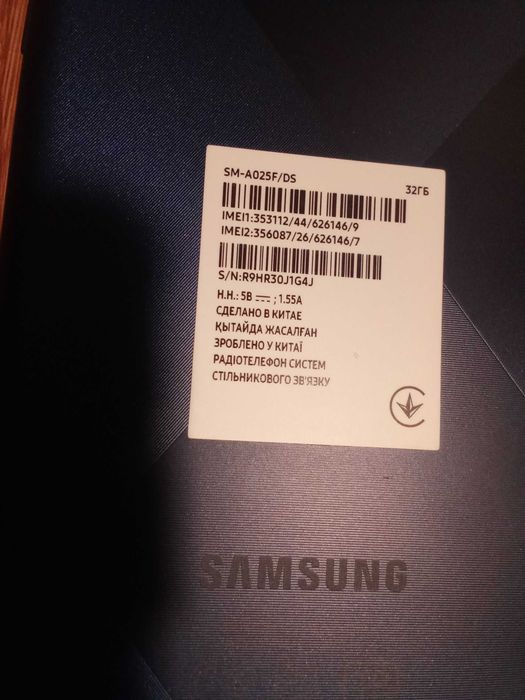 SM-A025F/DS 32ГБ
IMEI1:353112/44/626146/9
IMEI2:356087/26/626146/7
S/N:R9HR30J1G4J
Н.Н.: 5В ⎓ ; 1.55А
СДЕЛАНО В КИТАЕ
ҚЫТАЙДА ЖАСАЛҒАН
ЗРОБЛЕНО У КИТАЇ
РАДІОТЕЛЕФОН СИСТЕМ
СТІЛЬНИКОВОГО ЗВ'ЯЗКУ
SAMSUNG